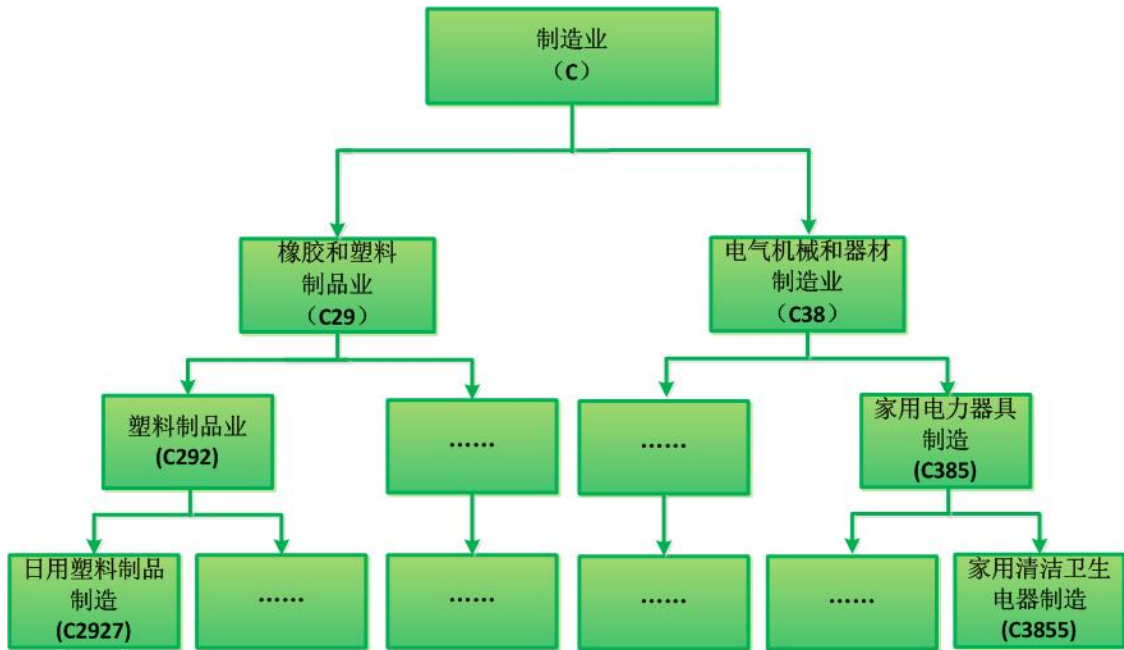 制造业
（C）
橡胶和塑料
制品业
（C29）
电气机械和器材
制造业
（C38）
塑料制品业
(C292)
……
……
家用电力器具
制造
(C385)
日用塑料制品
制造
(C2927)
……
……
……
……
家用清洁卫生
电器制造
(C3855)